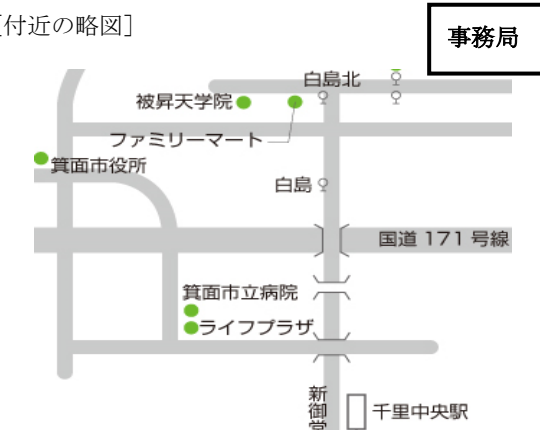 ［付近の略図］
事務局
白島北
被昇天学院
ファミリーマート
箕面市役所
白島
国道 171 号線
箕面市立病院
ライフプラザ
新御堂
千里中央駅